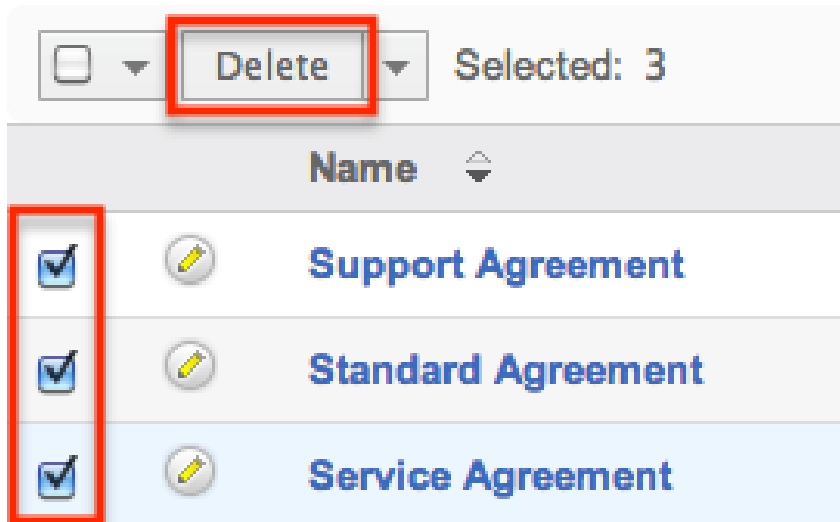 Delete Selected: 3
Name
Support Agreement
Standard Agreement
Service Agreement